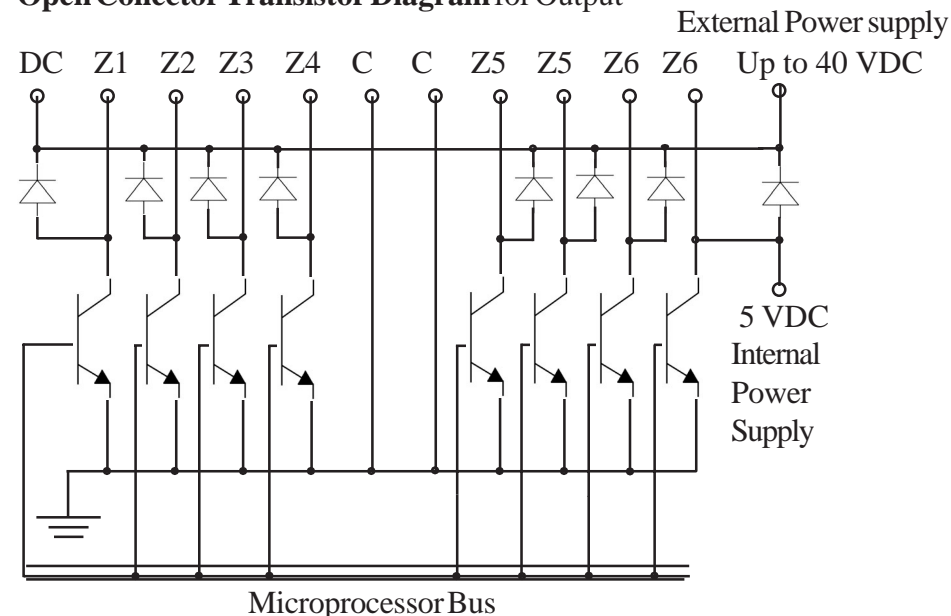 Open Collector Transistor Diagram for Output
External Power supply
DC Z1 Z2 Z3 Z4 C C Z5 Z5 Z6 Z6 Up to 40 VDC
5 VDC
Internal
Power
Supply
Microprocessor Bus